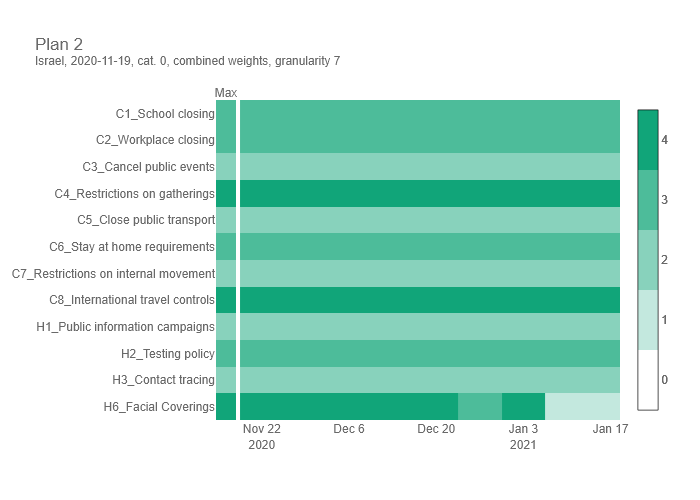 Plan 2
Israel, 2020-11-19, cat. 0, combined weights, granularity 7
Max
C1_School closing
C2_Workplace closing
C3_Cancel public events
C4_Restrictions on gatherings
C5_Close public transport
C6_Stay at home requirements
C7_Restrictions on internal movement
C8_International travel controls
H1_Public information campaigns
H2_Testing policy
H3_Contact tracing
H6_Facial Coverings
Nov 22 Dec 6 Dec 20 Jan 3 Jan 17
2020 2021
4
3
2
1
0